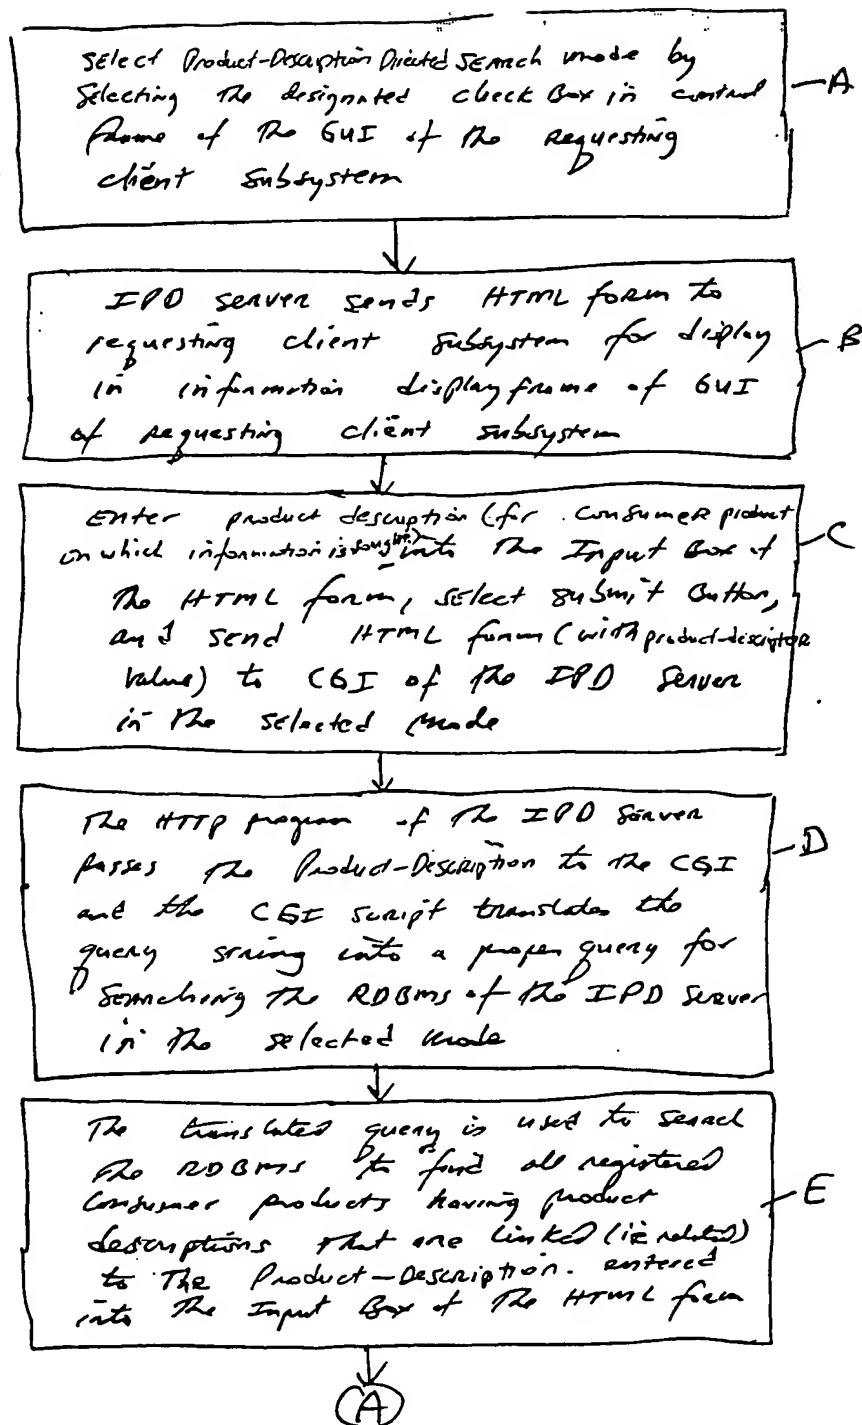 Select Product-Description Directed Search mode by
Selecting The designated check Box in control
frame of The GUI of the requesting
client subsystem
A
IPD server sends HTML form to
requesting client subsystem for display
in information display frame of GUI
of requesting client subsystem
B
Enter product description (for consumer product
on which information is sought) into The Input Box of
The HTML form, select submit Button,
and send HTML form (with product-descriptor
value) to CGI of the IPD Server
in The selected mode
C
The HTTP program of The IPD Server
passes The Product-Description to the CGI
and the CGI script translates the
query string into a proper query for
Searching The RDBMS of the IPD Server
in The selected mode
D
The translated query is used to search
The RDBMS to find all registered
Consumer products having product
descriptions that are linked (ie related)
to The Product-Description. entered
into The Input Box of The HTML form
E
A